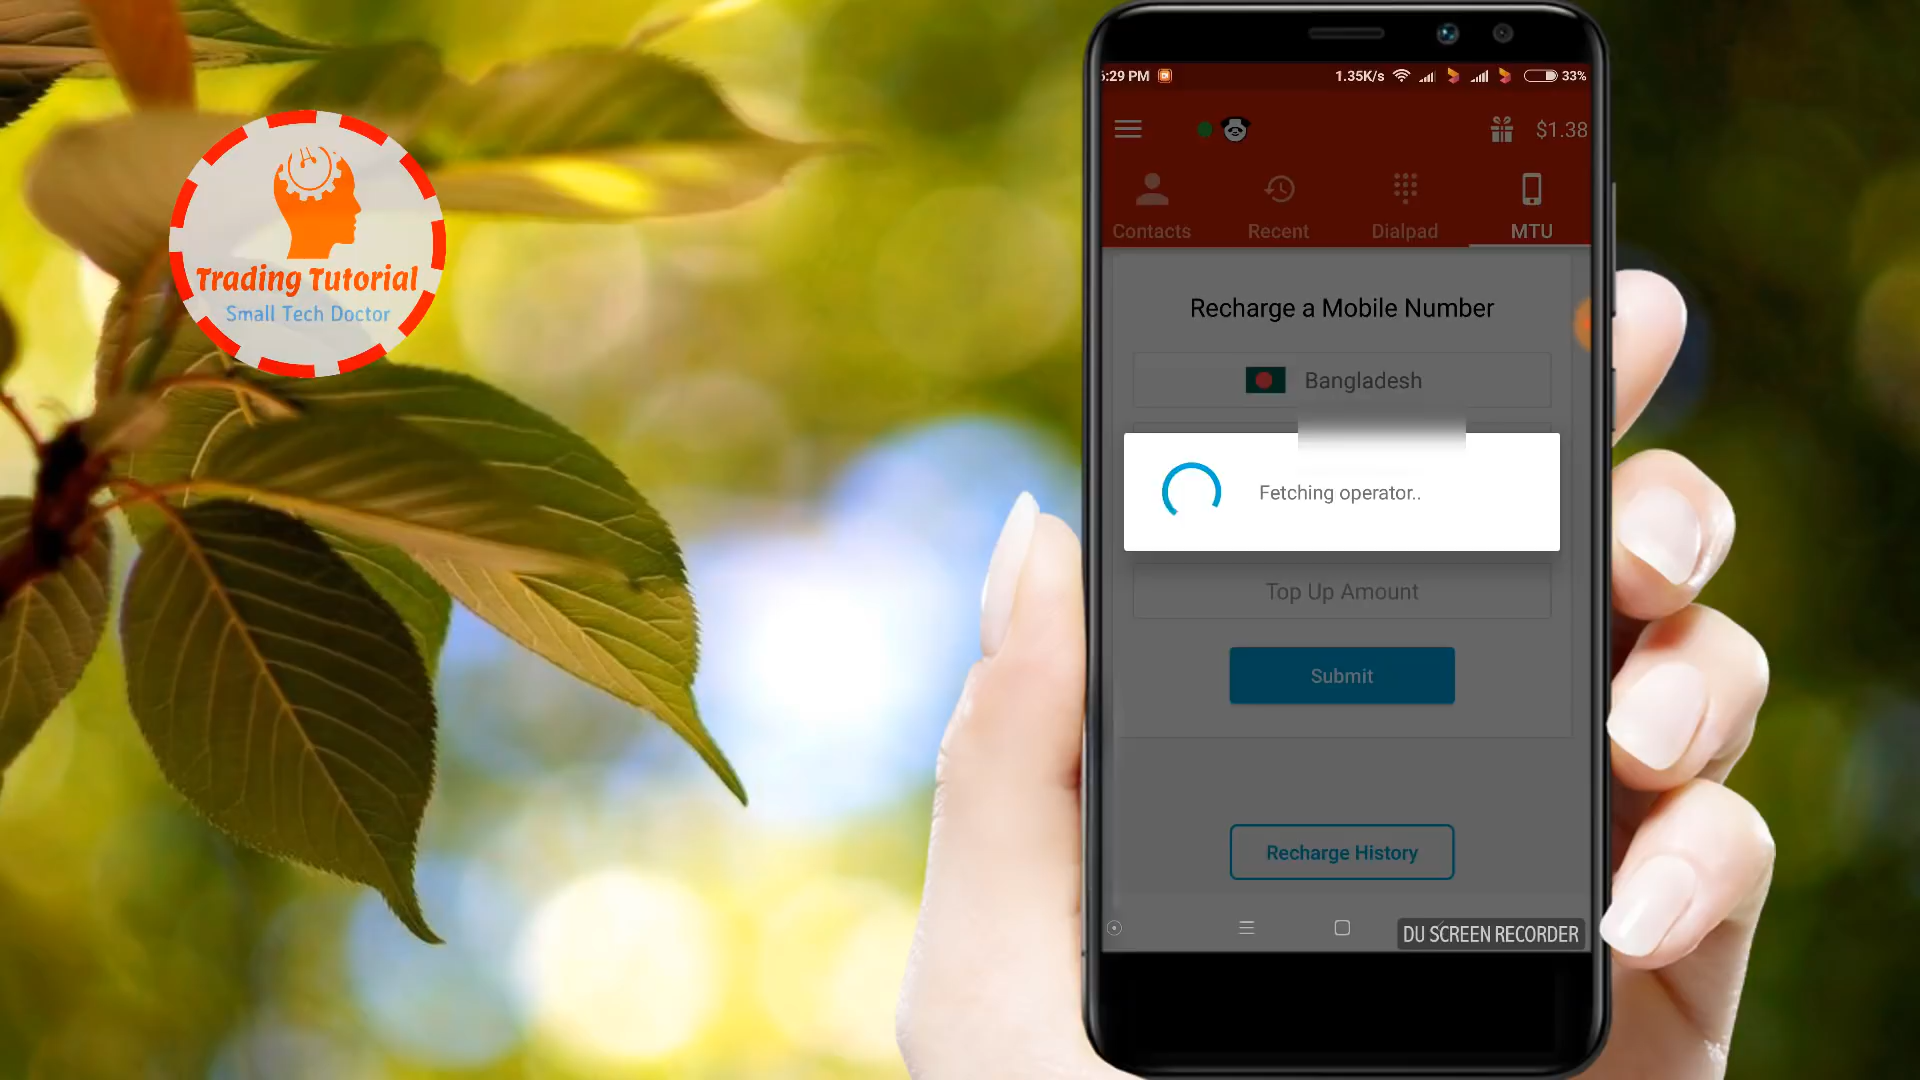 Trading Tutorial
Small Tech Doctor
:29 PM
1.35K/s
33%
$1.38
Contacts
Recent
Dialpad
MTU
Recharge a Mobile Number
Bangladesh
Fetching operator..
Top Up Amount
Submit
Recharge History
DU SCREEN RECORDER